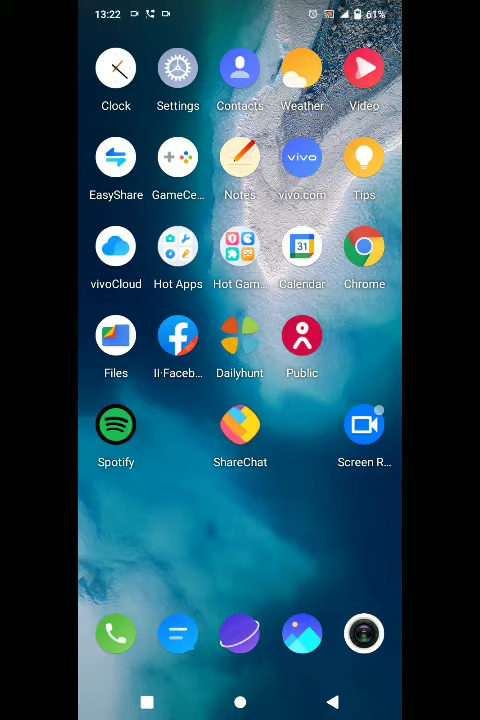 13:22 61%
Clock Settings Contacts Weather Video
EasyShare GameCe... Notes vivo.com Tips
vivo
vivoCloud Hot Apps Hot Gam... Calendar Chrome
31
Files II·Faceb... Dailyhunt Public
Spotify ShareChat Screen R...